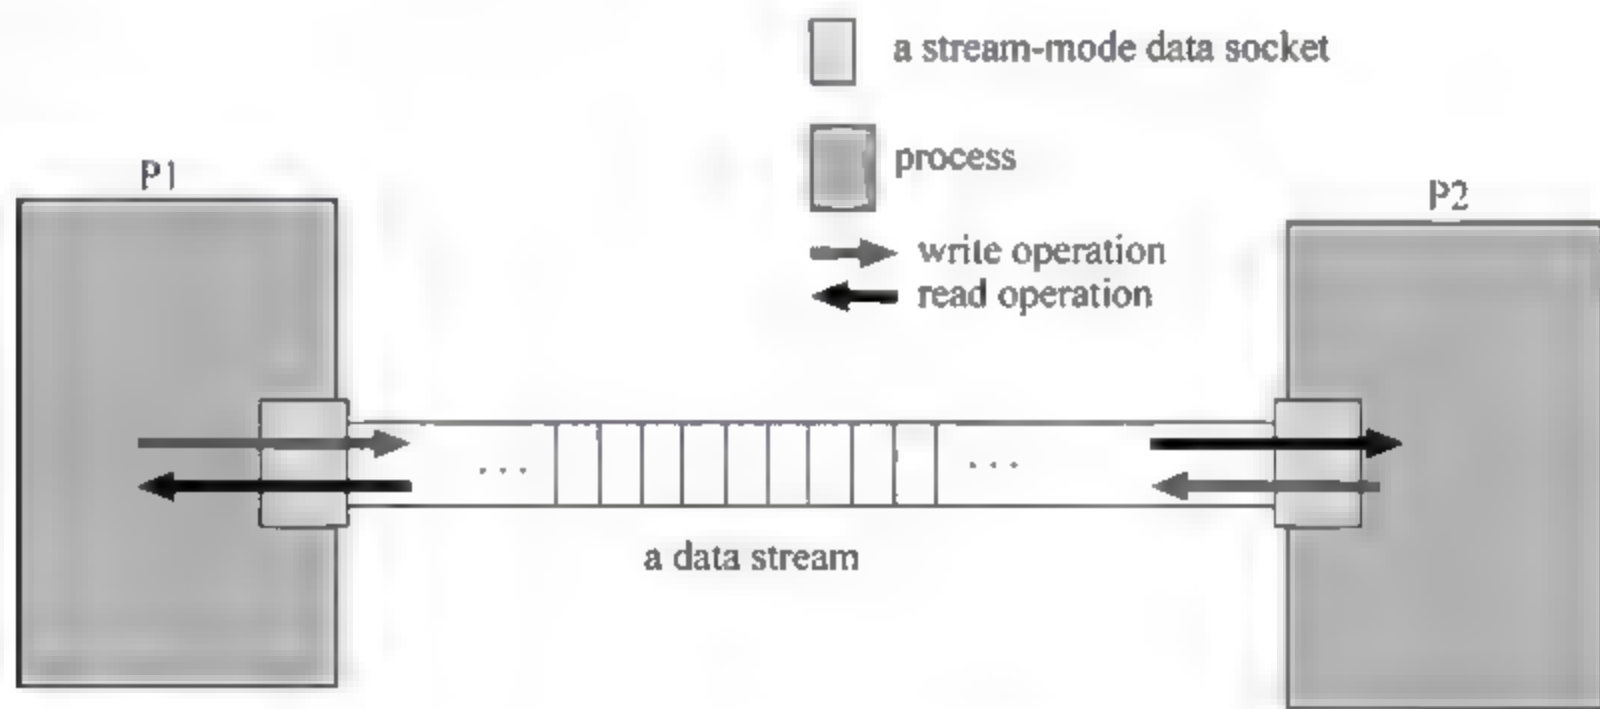 a stream-mode data socket
process
P1
P2
write operation
read operation
...
...
a data stream